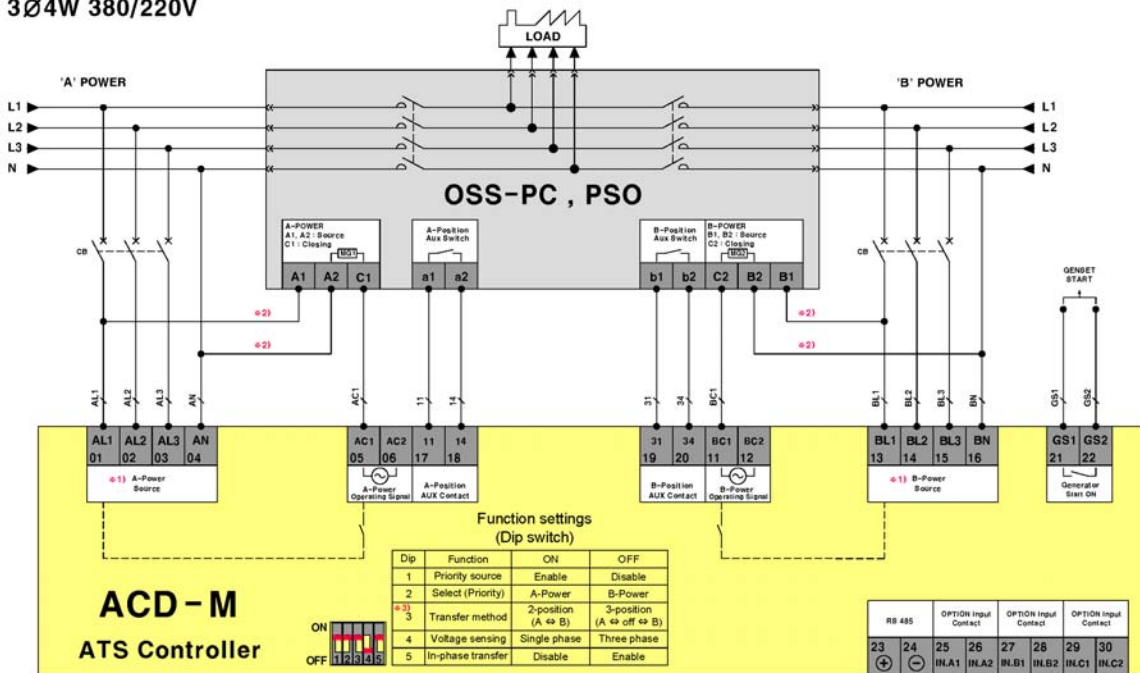 3Ø4W 380/220V
LOAD
'A' POWER
'B' POWER
L1
L1
L2
L2
L3
L3
N
N
OSS-PC , PSO
A-POWER
A1, A2 : Source
C1 : Closing
MG1
A1 A2 C1
A-Position
Aux Switch
a1 a2
B-Position
Aux Switch
b1 b2
B-POWER
B1, B2 : Source
C2 : Closing
MG2
C2 B2 B1
CB
CB
GENSET
START
※2)
※2)
※2)
※2)
AL1 AL2 AL3 AN AC1 11 14 31 34 BC1 BL1 BL2 BL3 BN GS1 GS2
AL1 AL2 AL3 AN
01 02 03 04
※1) A-Power
Source
AC1 AC2 11 14
05 06 17 18
A-Power
Operating Signal
A-Position
AUX Contact
31 34 BC1 BC2
19 20 11 12
B-Position
AUX Contact
B-Power
Operating Signal
BL1 BL2 BL3 BN
13 14 15 16
※1) B-Power
Source
GS1 GS2
21 22
Generator
Start ON
Function settings
(Dip switch)
Dip Function ON OFF
1 Priority source Enable Disable
2 Select (Priority) A-Power B-Power
※3)
3 Transfer method 2-position (A ⇔ B) 3-position (A ⇔ off ⇔ B)
4 Voltage sensing Single phase Three phase
5 In-phase transfer Disable Enable
ACD-M
ATS Controller
ON
OFF
1 2 3 4 5
RS 485
OPTION Input
Contact
OPTION Input
Contact
OPTION Input
Contact
23 24 25 26 27 28 29 30
⊕ ⊖ IN.A1 IN.A2 IN.B1 IN.B2 IN.C1 IN.C2